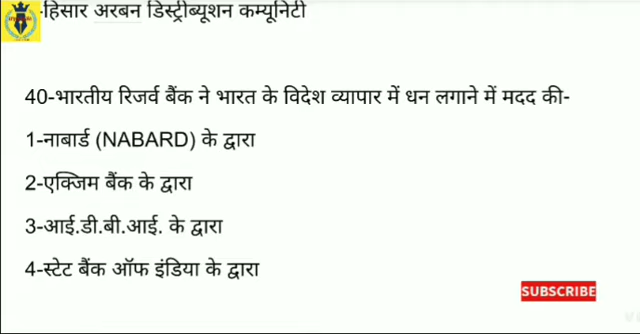 -हिसार अरबन डिस्ट्रीब्यूशन कम्यूनिटी
40-भारतीय रिजर्व बैंक ने भारत के विदेश व्यापार में धन लगाने में मदद की-
1-नाबार्ड (NABARD) के द्वारा
2-एक्जिम बैंक के द्वारा
3-आई.डी.बी.आई. के द्वारा
4-स्टेट बैंक ऑफ इंडिया के द्वारा
SUBSCRIBE